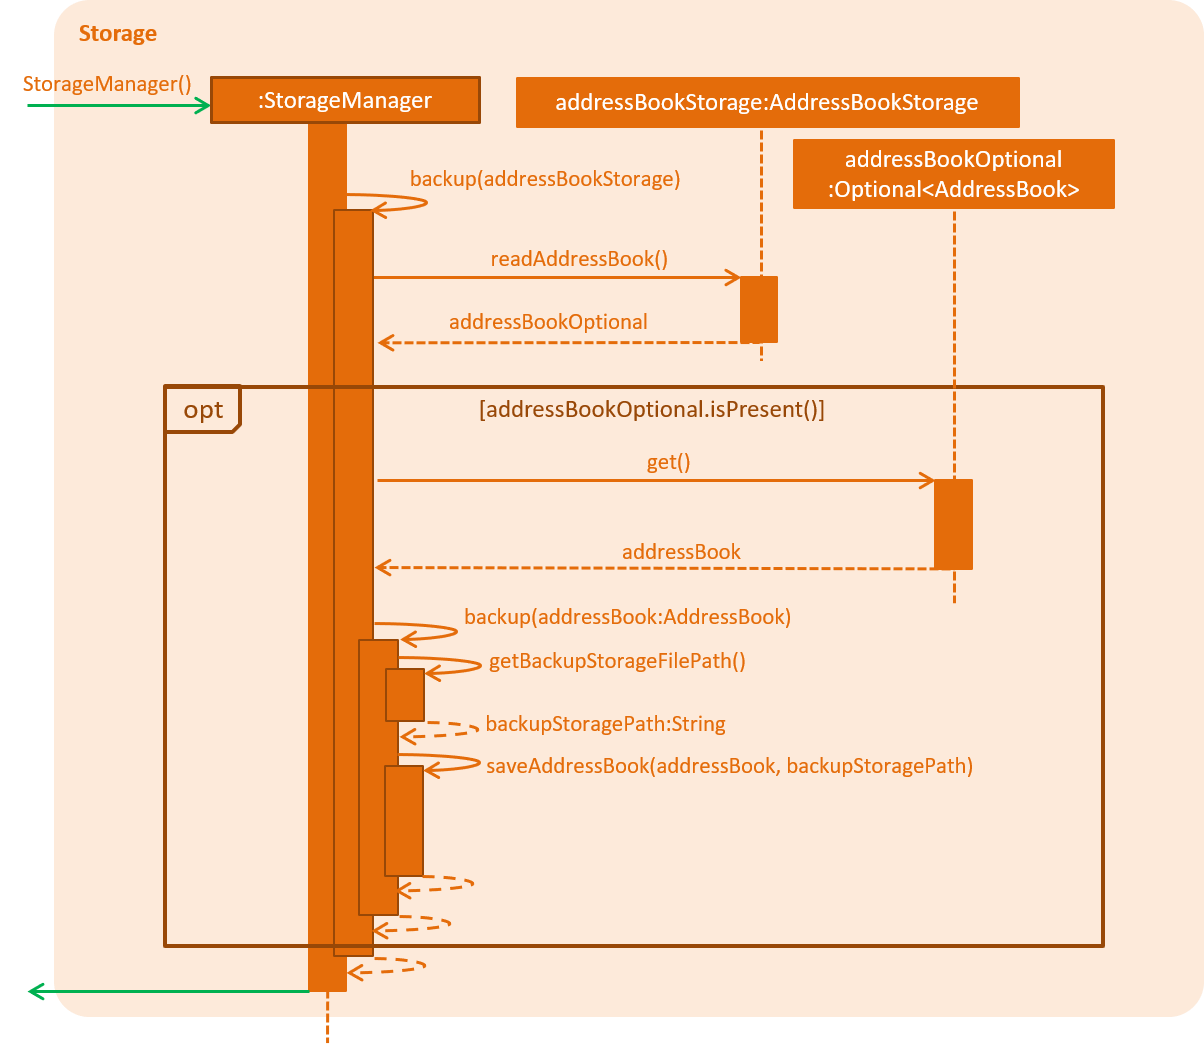 Storage
StorageManager()
:StorageManager
addressBookStorage:AddressBookStorage
addressBookOptional
:Optional<AddressBook>
backup(addressBookStorage)
readAddressBook()
addressBookOptional
opt
[addressBookOptional.isPresent()]
get()
addressBook
backup(addressBook:AddressBook)
getBackupStorageFilePath()
backupStoragePath:String
saveAddressBook(addressBook, backupStoragePath)